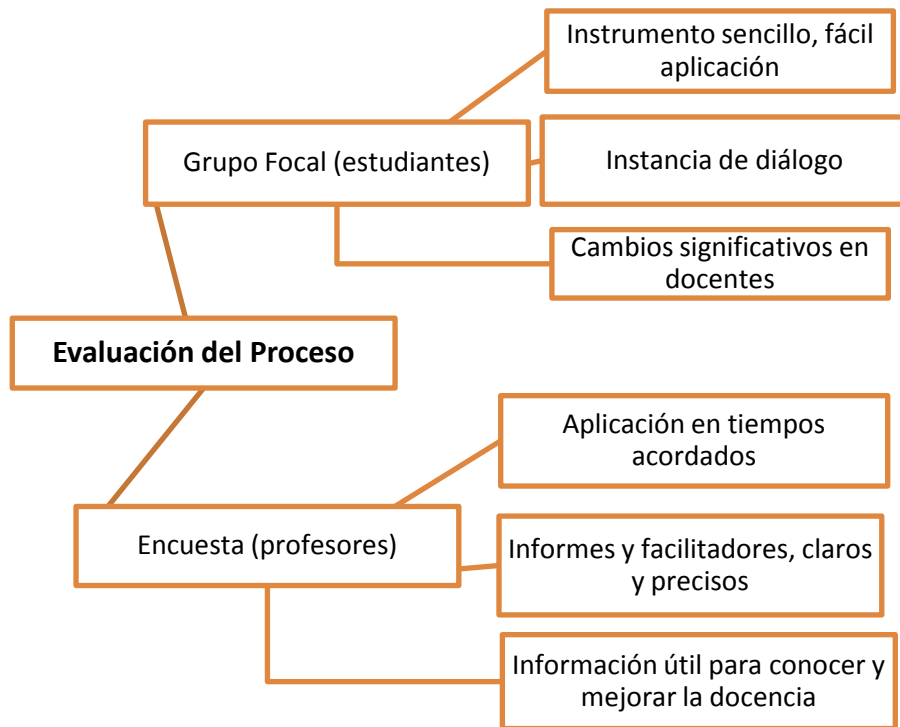 Instrumento sencillo, fácil
aplicación
Grupo Focal (estudiantes)
Instancia de diálogo
Cambios significativos en
docentes
Evaluación del Proceso
Aplicación en tiempos
acordados
Encuesta (profesores)
Informes y facilitadores, claros
y precisos
Información útil para conocer y
mejorar la docencia